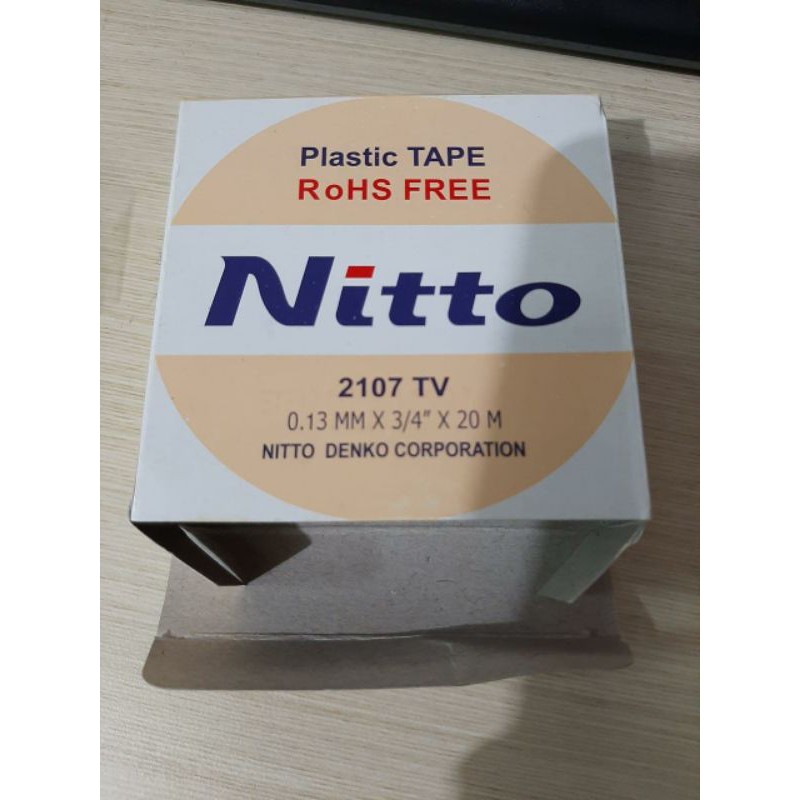 Plastic TAPE
RoHS FREE
Nitto
2107 TV
0.13 MM X 3/4" X 20 M
NITTO DENKO CORPORATION